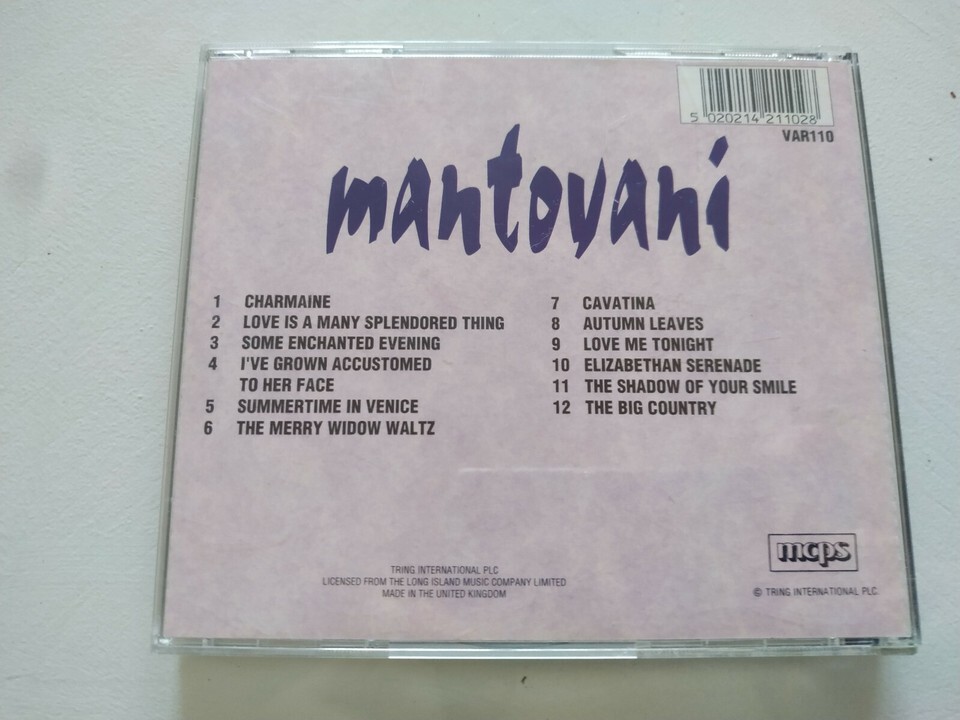 5 020214 211028
VAR110
mantovani
1 CHARMAINE
2 LOVE IS A MANY SPLENDORED THING
3 SOME ENCHANTED EVENING
4 I'VE GROWN ACCUSTOMED
TO HER FACE
5 SUMMERTIME IN VENICE
6 THE MERRY WIDOW WALTZ
7 CAVATINA
8 AUTUMN LEAVES
9 LOVE ME TONIGHT
10 ELIZABETHAN SERENADE
11 THE SHADOW OF YOUR SMILE
12 THE BIG COUNTRY
mcps
TRING INTERNATIONAL PLC
LICENSED FROM THE LONG ISLAND MUSIC COMPANY LIMITED
MADE IN THE UNITED KINGDOM
© TRING INTERNATIONAL PLC.